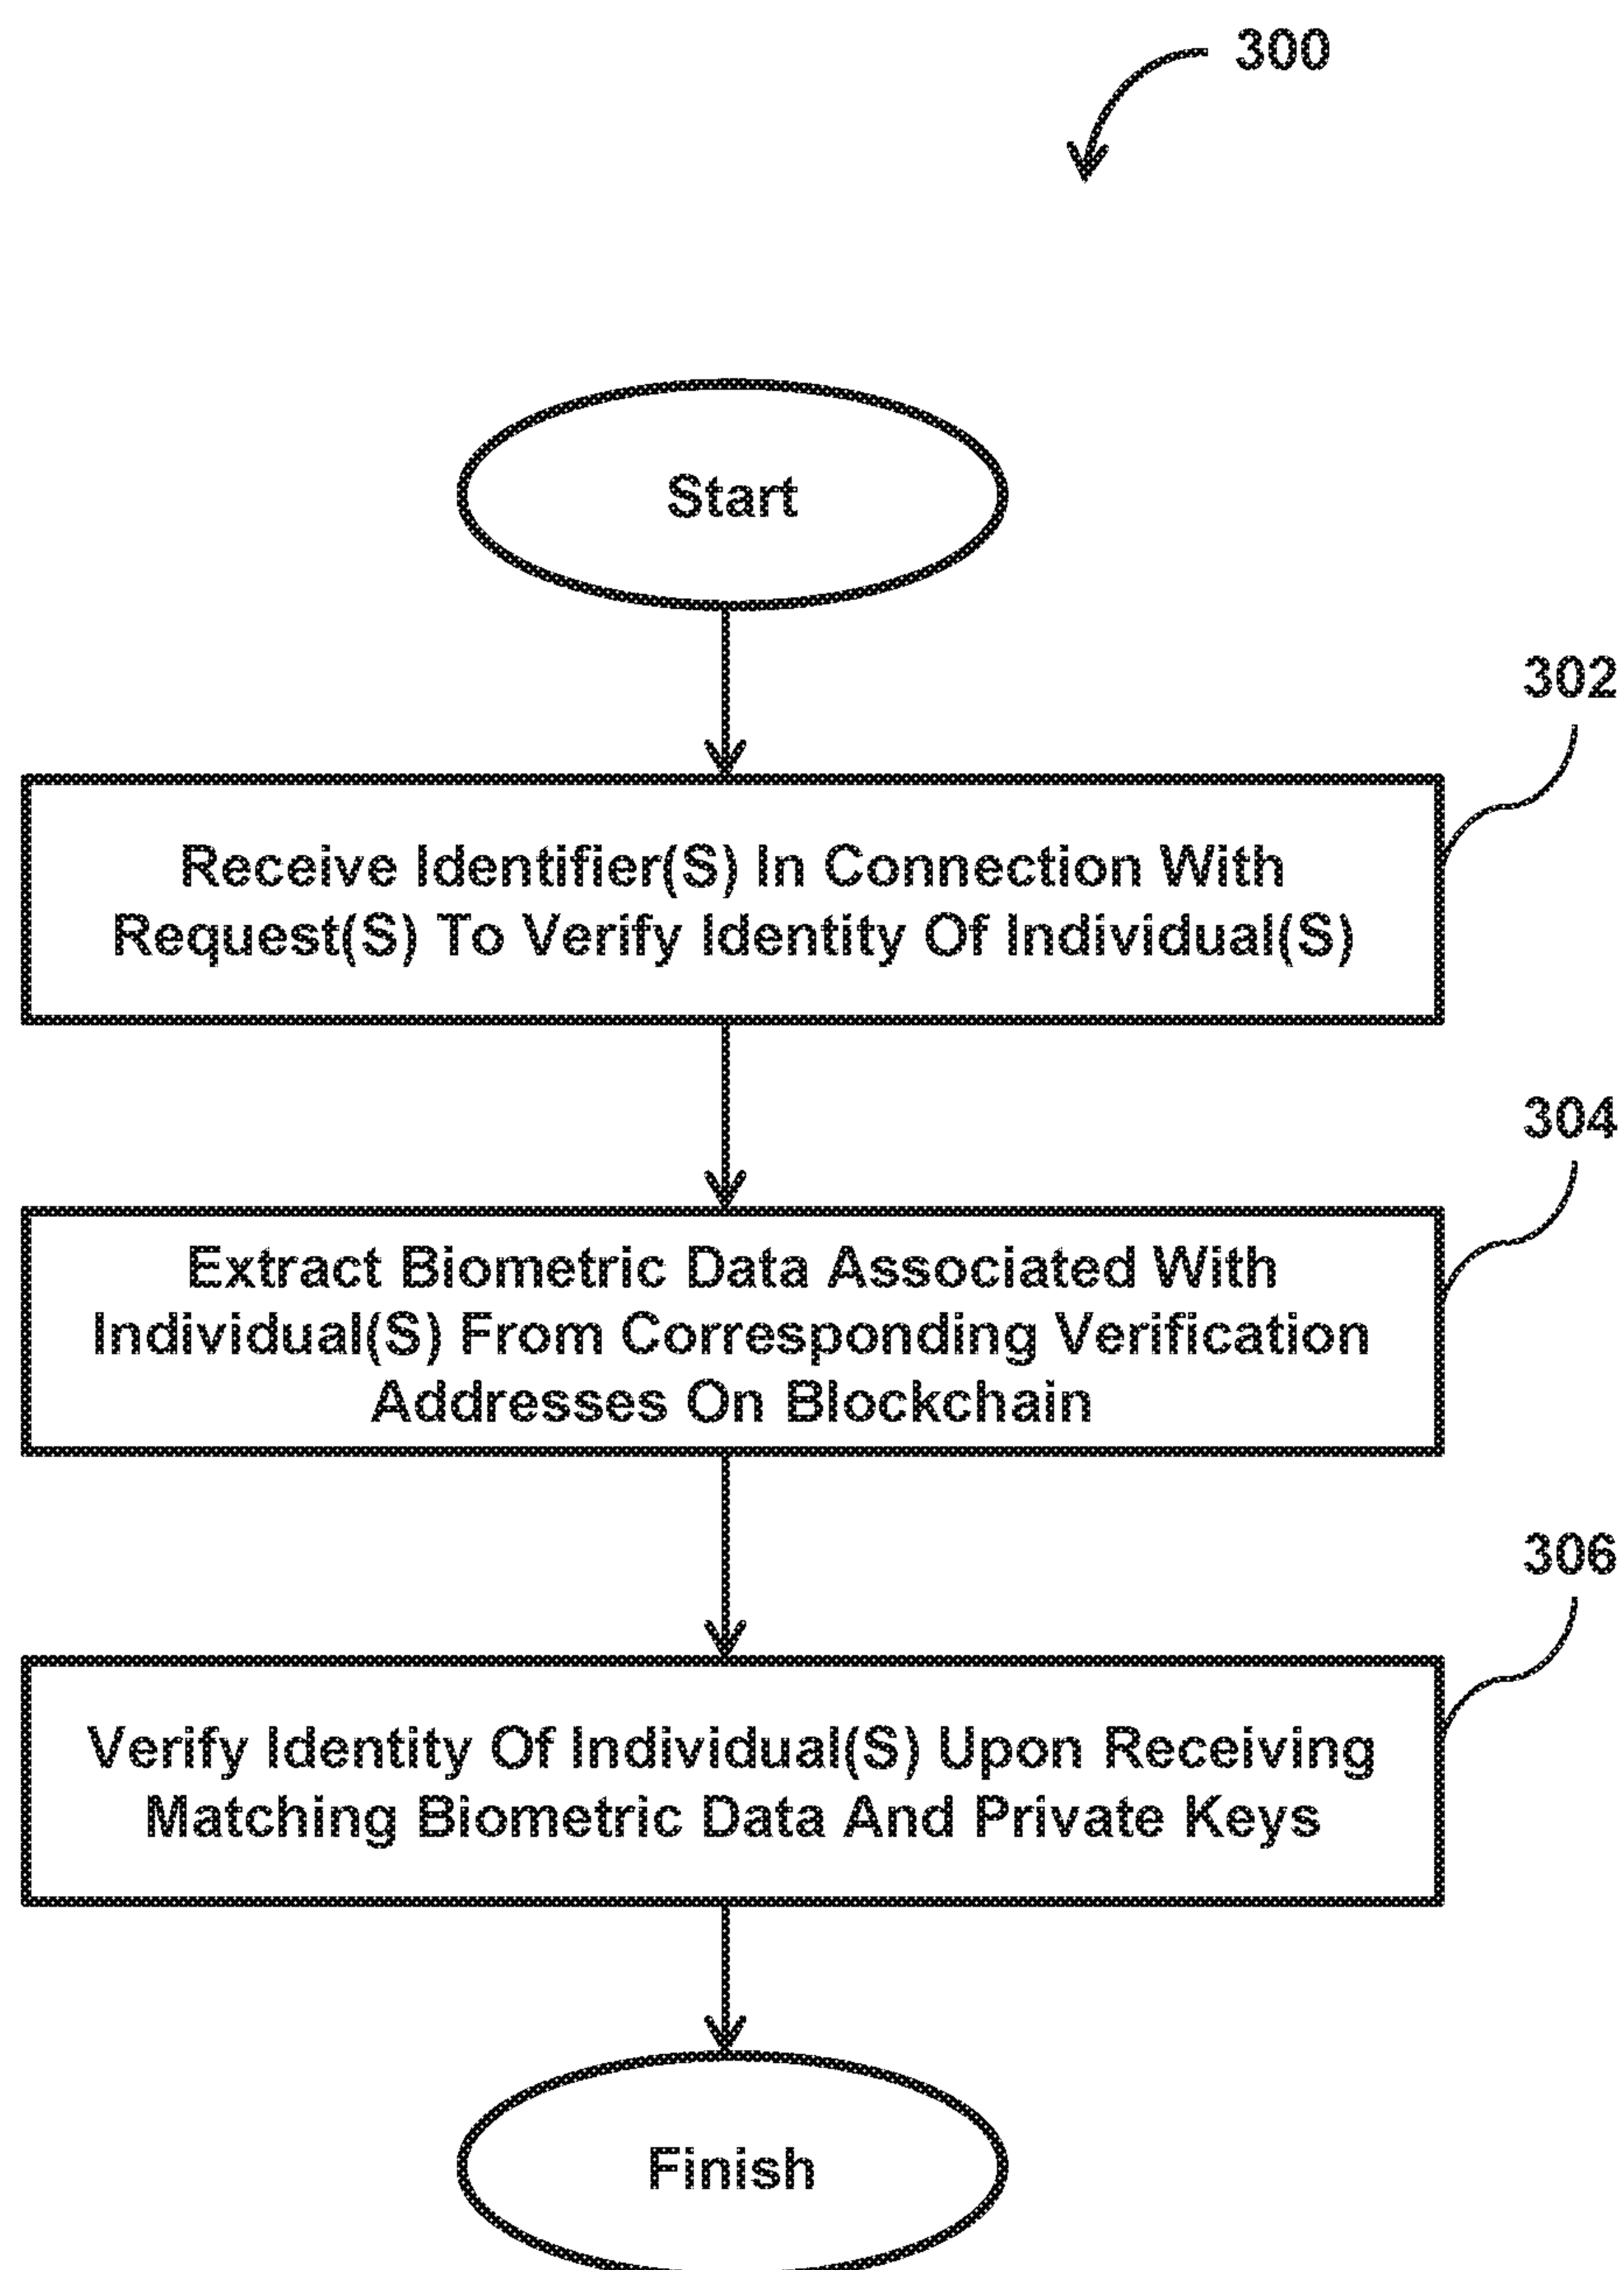 300
Start
302
Receive Identifier(S) In Connection With
Request(S) To Verify Identity Of Individual(S)
304
Extract Biometric Data Associated With
Individual(S) From Corresponding Verification
Addresses On Blockchain
306
Verify Identity Of Individual(S) Upon Receiving
Matching Biometric Data And Private Keys
Finish